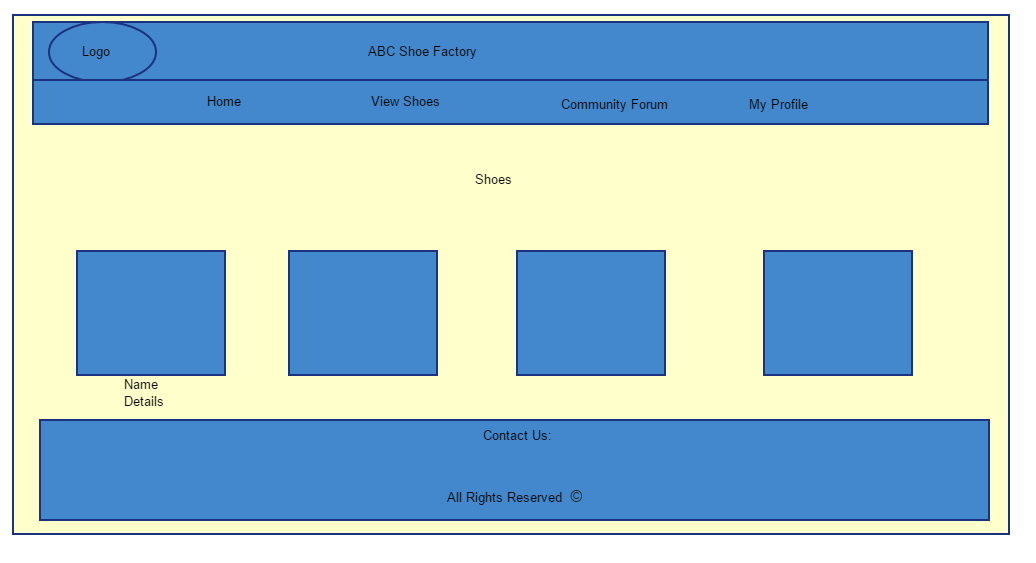 Logo
ABC Shoe Factory
Home View Shoes Community Forum My Profile
Shoes
Name
Details
Contact Us:
All Rights Reserved ©